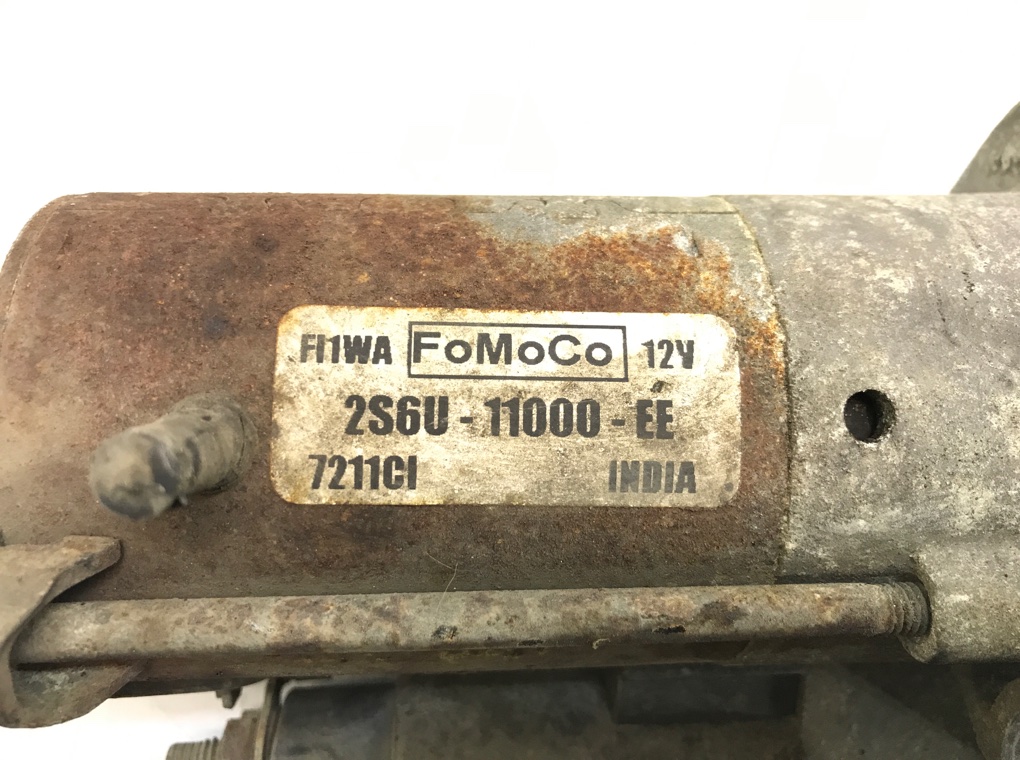 FI1WA FoMoCo 12V
2S6U - 11000 - EE
7211CI INDIA